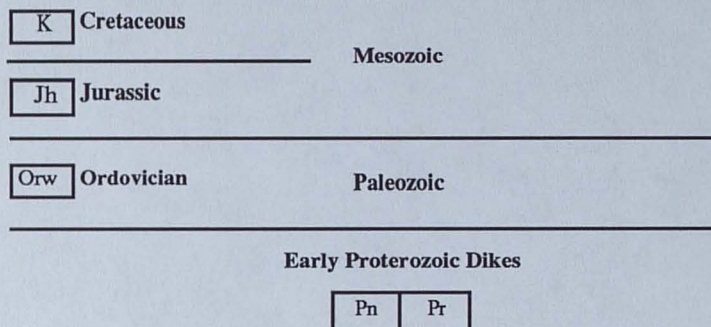 K Cretaceous
Mesozoic
Jh Jurassic
Orw Ordovician Paleozoic
Early Proterozoic Dikes
Pn Pr